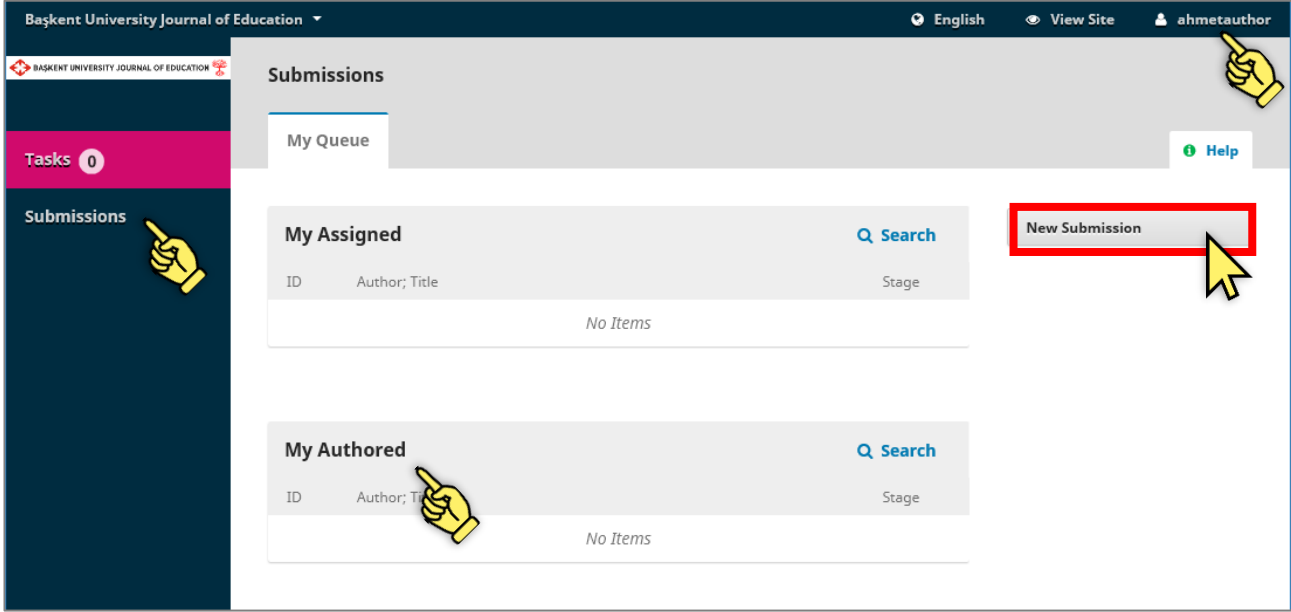 Başkent University Journal of Education
English
View Site
ahmetauthor
BAŞKENT UNIVERSITY JOURNAL OF EDUCATION
Submissions
My Queue
Help
Tasks 0
Submissions
My Assigned
Search
ID Author; Title Stage
No Items
New Submission
My Authored
Search
ID Author; Stage
No Items